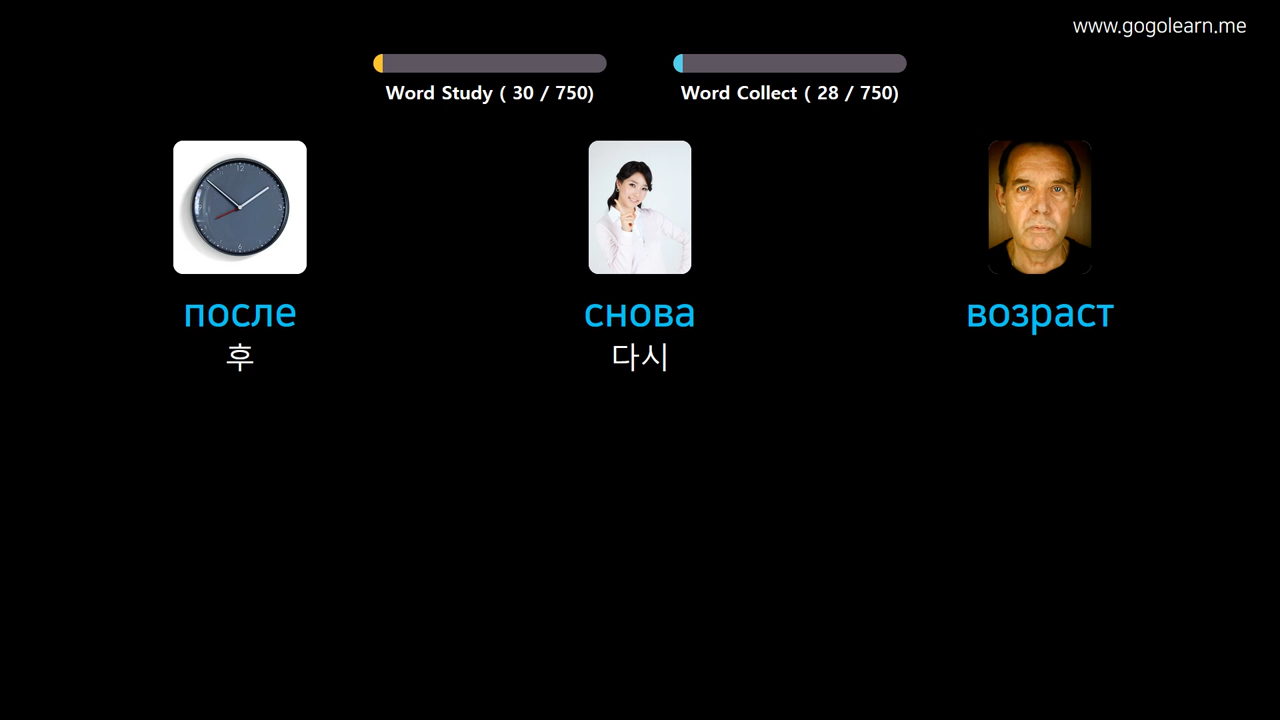 www.gogolearn.me
Word Study ( 30 / 750)
Word Collect ( 28 / 750)
после
снова
возраст
후
다시